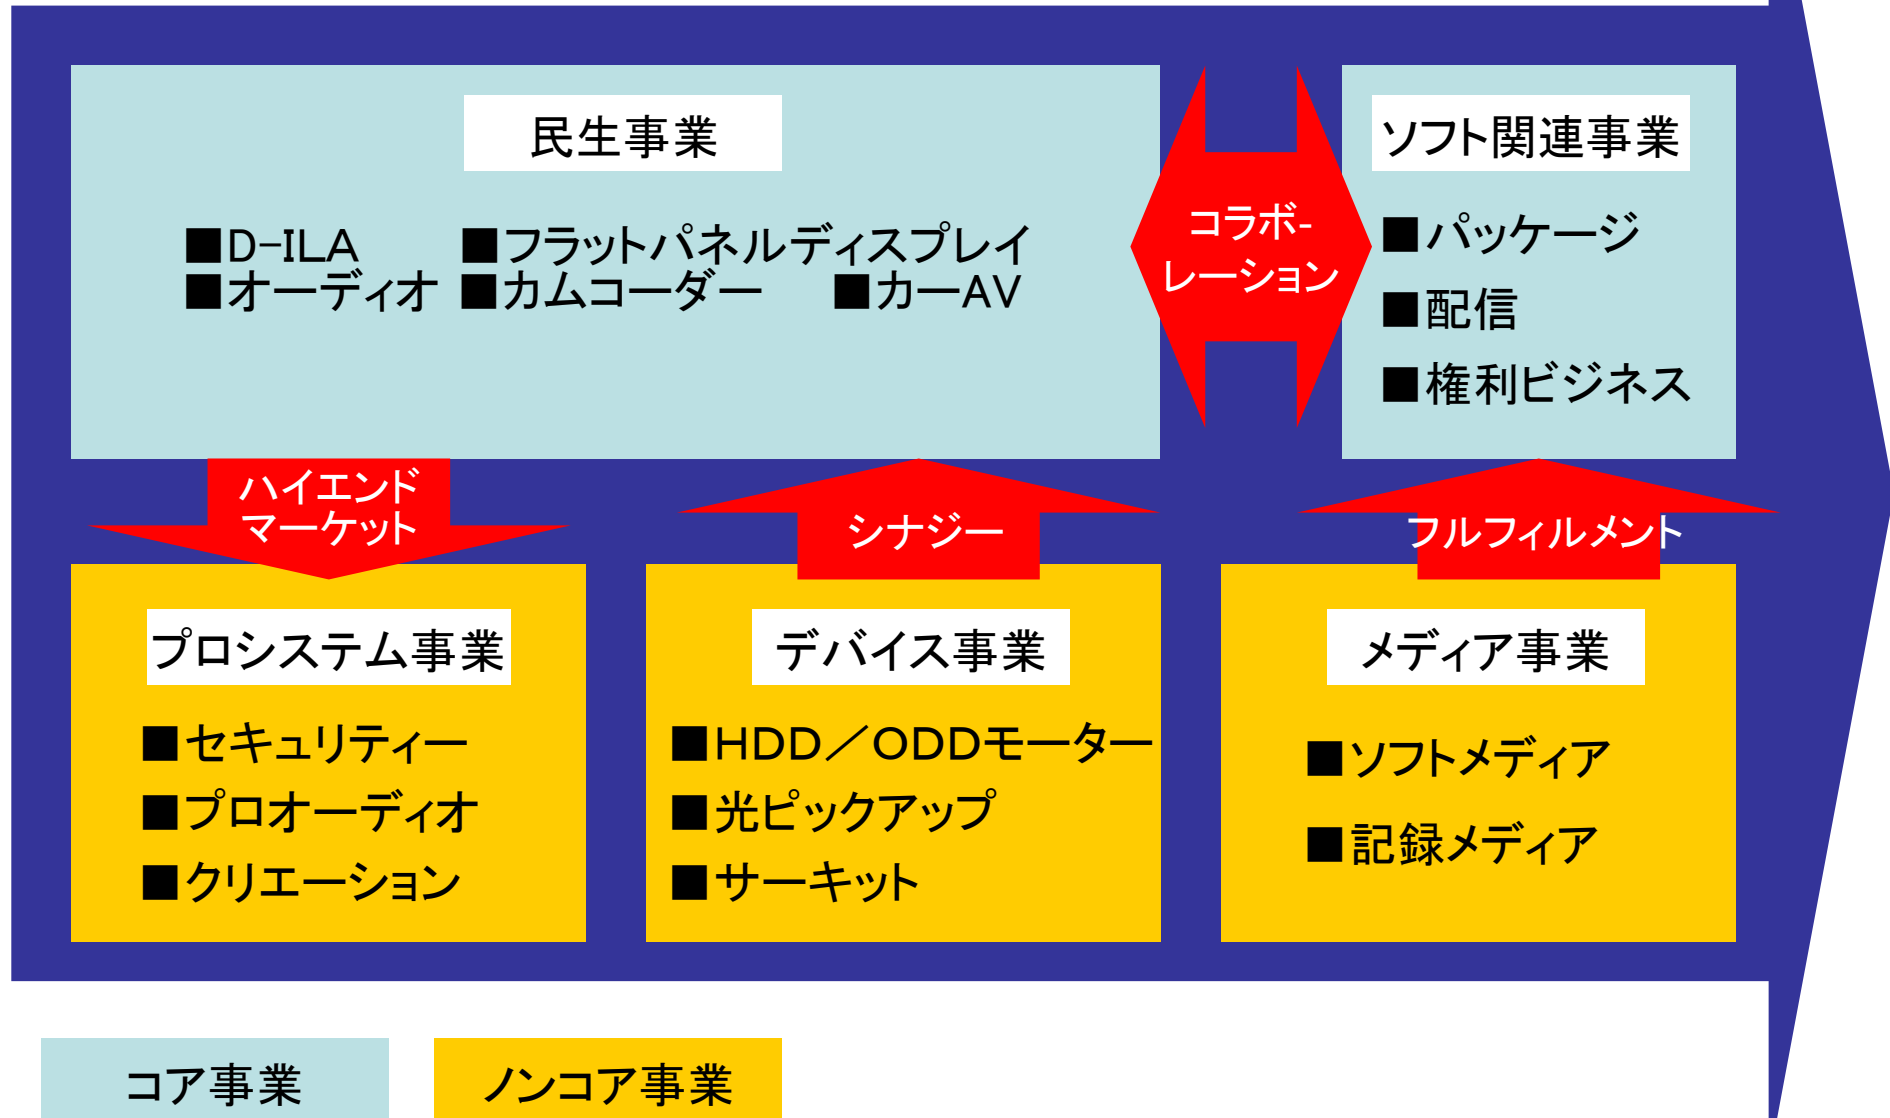 民生事業
■D-ILA ■フラットパネルディスプレイ
■オーディオ ■カムコーダー ■カーAV
コラボ-
レーション
ソフト関連事業
■パッケージ
■配信
■権利ビジネス
ハイエンド
マーケット
シナジー
フルフィルメント
プロシステム事業
■セキュリティー
■プロオーディオ
■クリエーション
デバイス事業
■HDD/ODDモーター
■光ピックアップ
■サーキット
メディア事業
■ソフトメディア
■記録メディア
コア事業
ノンコア事業